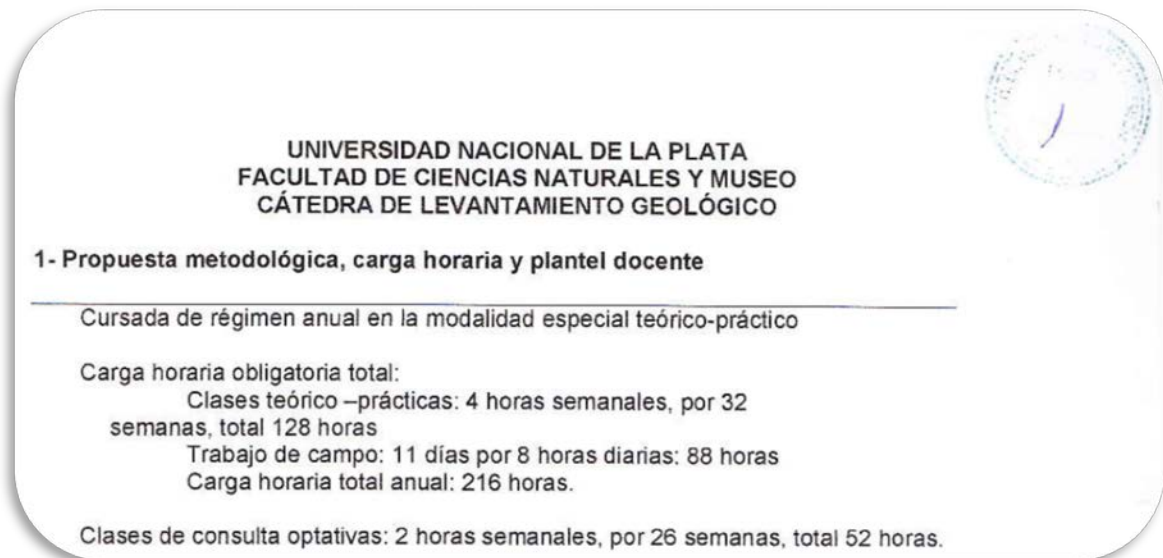 UNIVERSIDAD NACIONAL DE LA PLATA
FACULTAD DE CIENCIAS NATURALES Y MUSEO
CÁTEDRA DE LEVANTAMIENTO GEOLÓGICO
1- Propuesta metodológica, carga horaria y plantel docente
Cursada de régimen anual en la modalidad especial teórico-práctico
Carga horaria obligatoria total:
Clases teórico –prácticas: 4 horas semanales, por 32
semanas, total 128 horas
Trabajo de campo: 11 días por 8 horas diarias: 88 horas
Carga horaria total anual: 216 horas.
Clases de consulta optativas: 2 horas semanales, por 26 semanas, total 52 horas.